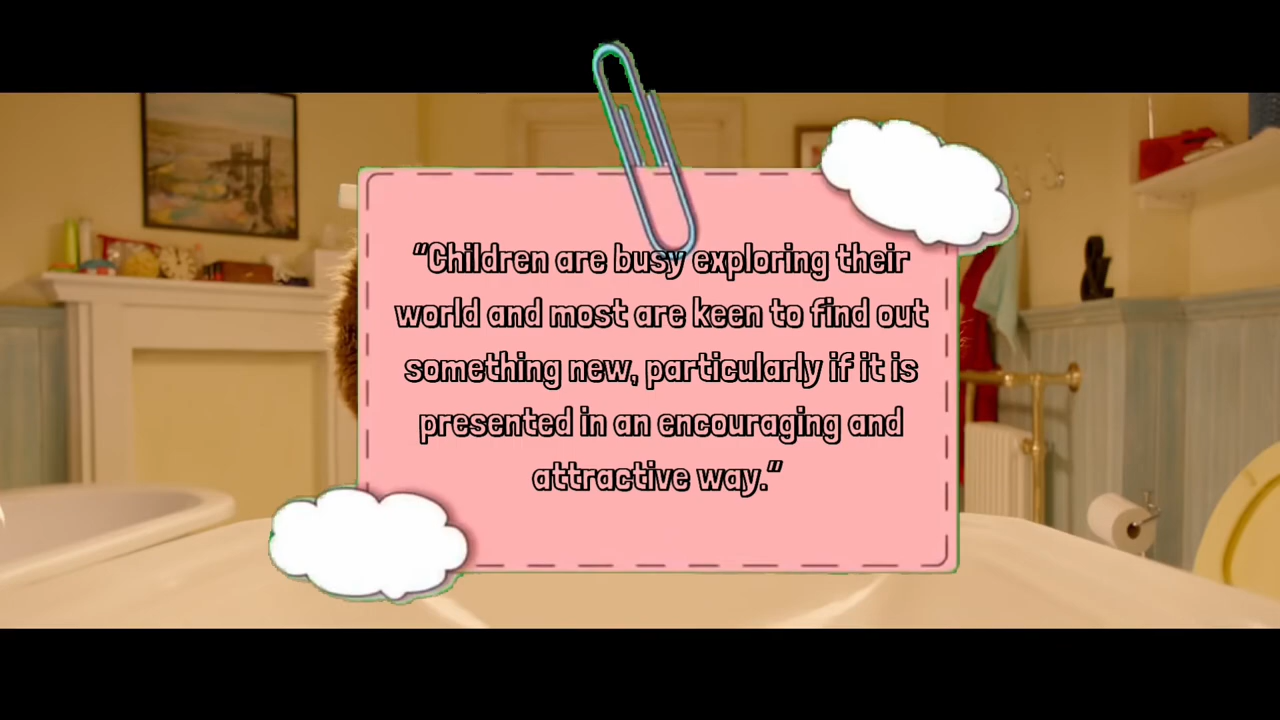 “Children are busy exploring their
world and most are keen to find out
something new, particularly if it is
presented in an encouraging and
attractive way.”